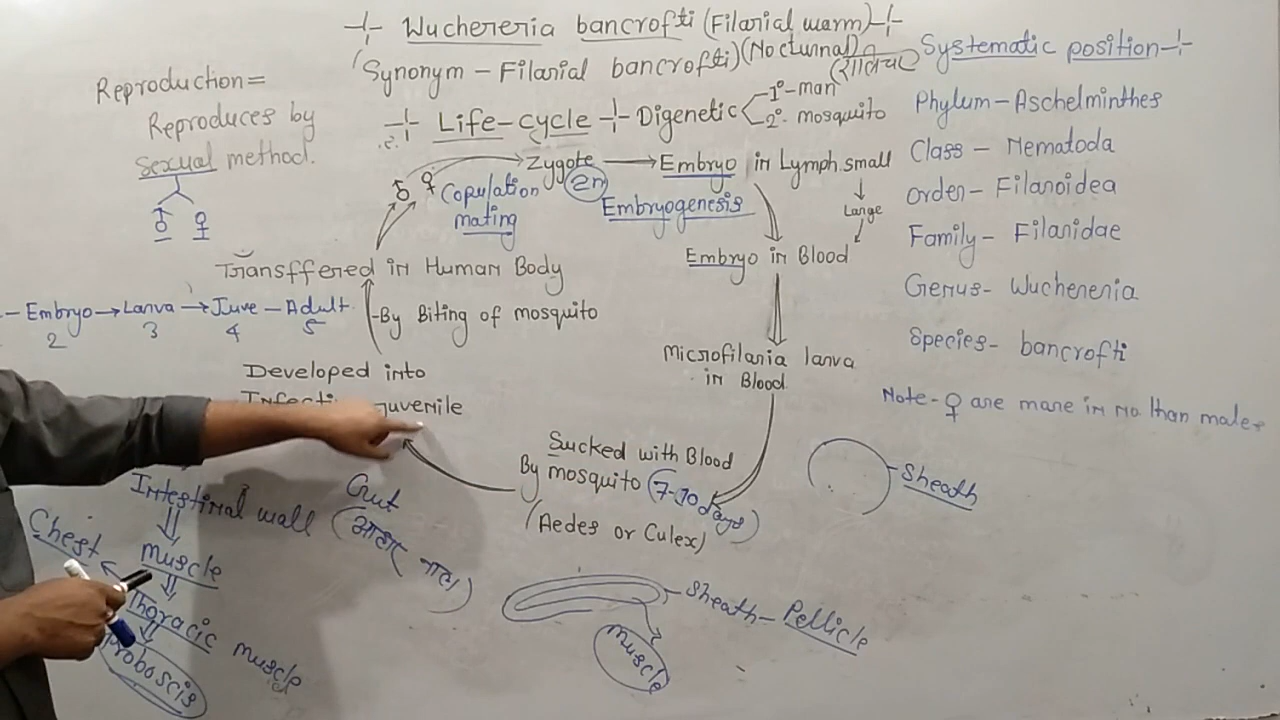 Wuchereria bancrofti (Filarial warm)
(Synonym - Filarial bancrofti) (Nocturnal)
Reproduction =
Reproduces by
sexual method.
♂ ♀
Life-cycle Digenetic
1° - man
2° mosquito
♂ ♀ Copulation
mating
Zygote → Embryo in Lymph small
2n
Embryogenesis
Large
Embryo in Blood
Microfilaria larva
in Blood
Sucked with Blood
By mosquito (7-10 days)
(Aedes or Culex)
Developed into
juvenile
By Biting of mosquito
Transffered in Human Body
- Embryo → Larva → Juve - Adult
2 3 4 5
Systematic position
Phylum - Aschelminthes
Class - Nematoda
Order - Filarioidea
Family - Filaridae
Genus - Wuchereria
Species - bancrofti
Note - ♀ are more in no than males
Sheath
Intestinal wall
Gut
Chest
muscle
Thoracic muscle
Proboscis
Sheath - Pellicle
muscle